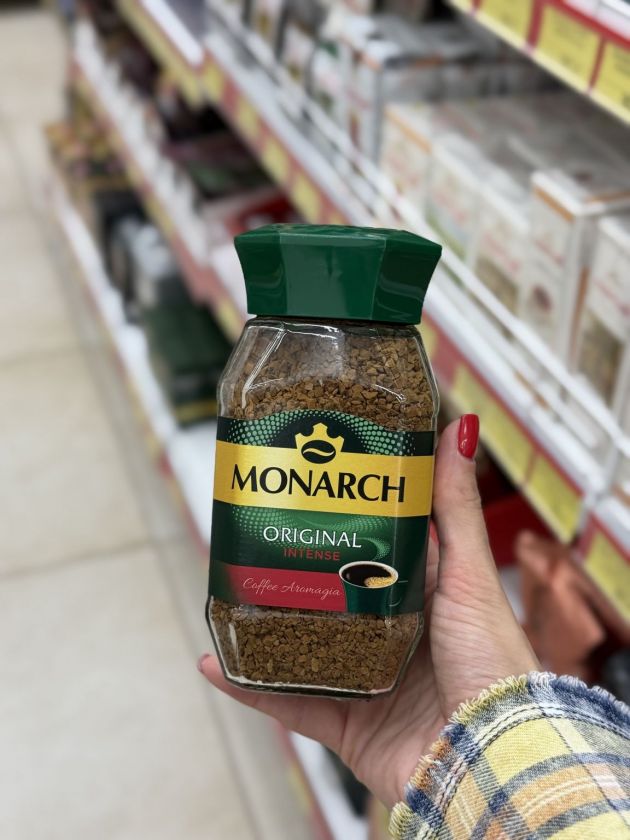 MONARCH
ORIGINAL
INTENSE
Coffee Aromagia